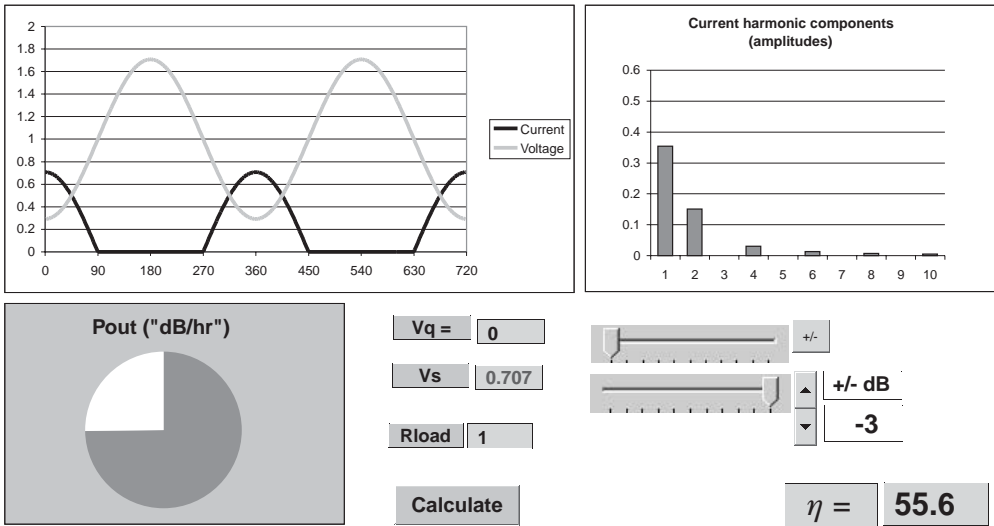 2
1.8
1.6
1.4
1.2
1
0.8
0.6
0.4
0.2
0
0 90 180 270 360 450 540 630 720
Current
Voltage
Current harmonic components
(amplitudes)
0.6
0.5
0.4
0.3
0.2
0.1
0
1 2 3 4 5 6 7 8 9 10
Pout ("dB/hr")
Vq = 0
Vs 0.707
Rload 1
Calculate
+/-
+/- dB
-3
η = 55.6